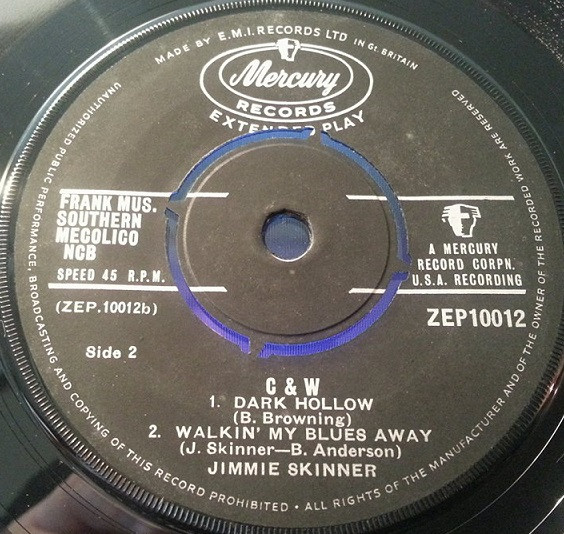 MADE BY E.M.I. RECORDS LTD IN Gt. BRITAIN
Mercury
RECORDS
EXTENDED PLAY
FRANK MUS.
SOUTHERN
MECOLICO
NCB
SPEED 45 R.P.M.
(ZEP.10012b)
Side 2
A MERCURY
RECORD CORPN.
U.S.A. RECORDING
ZEP10012
C & W
1. DARK HOLLOW
(B. Browning)
2. WALKIN' MY BLUES AWAY
(J. Skinner—B. Anderson)
JIMMIE SKINNER
UNAUTHORIZED PUBLIC PERFORMANCE, BROADCASTING AND COPYING OF THIS RECORD PROHIBITED • ALL RIGHTS OF THE MANUFACTURER AND OF THE OWNER OF THE RECORDED WORK ARE RESERVED